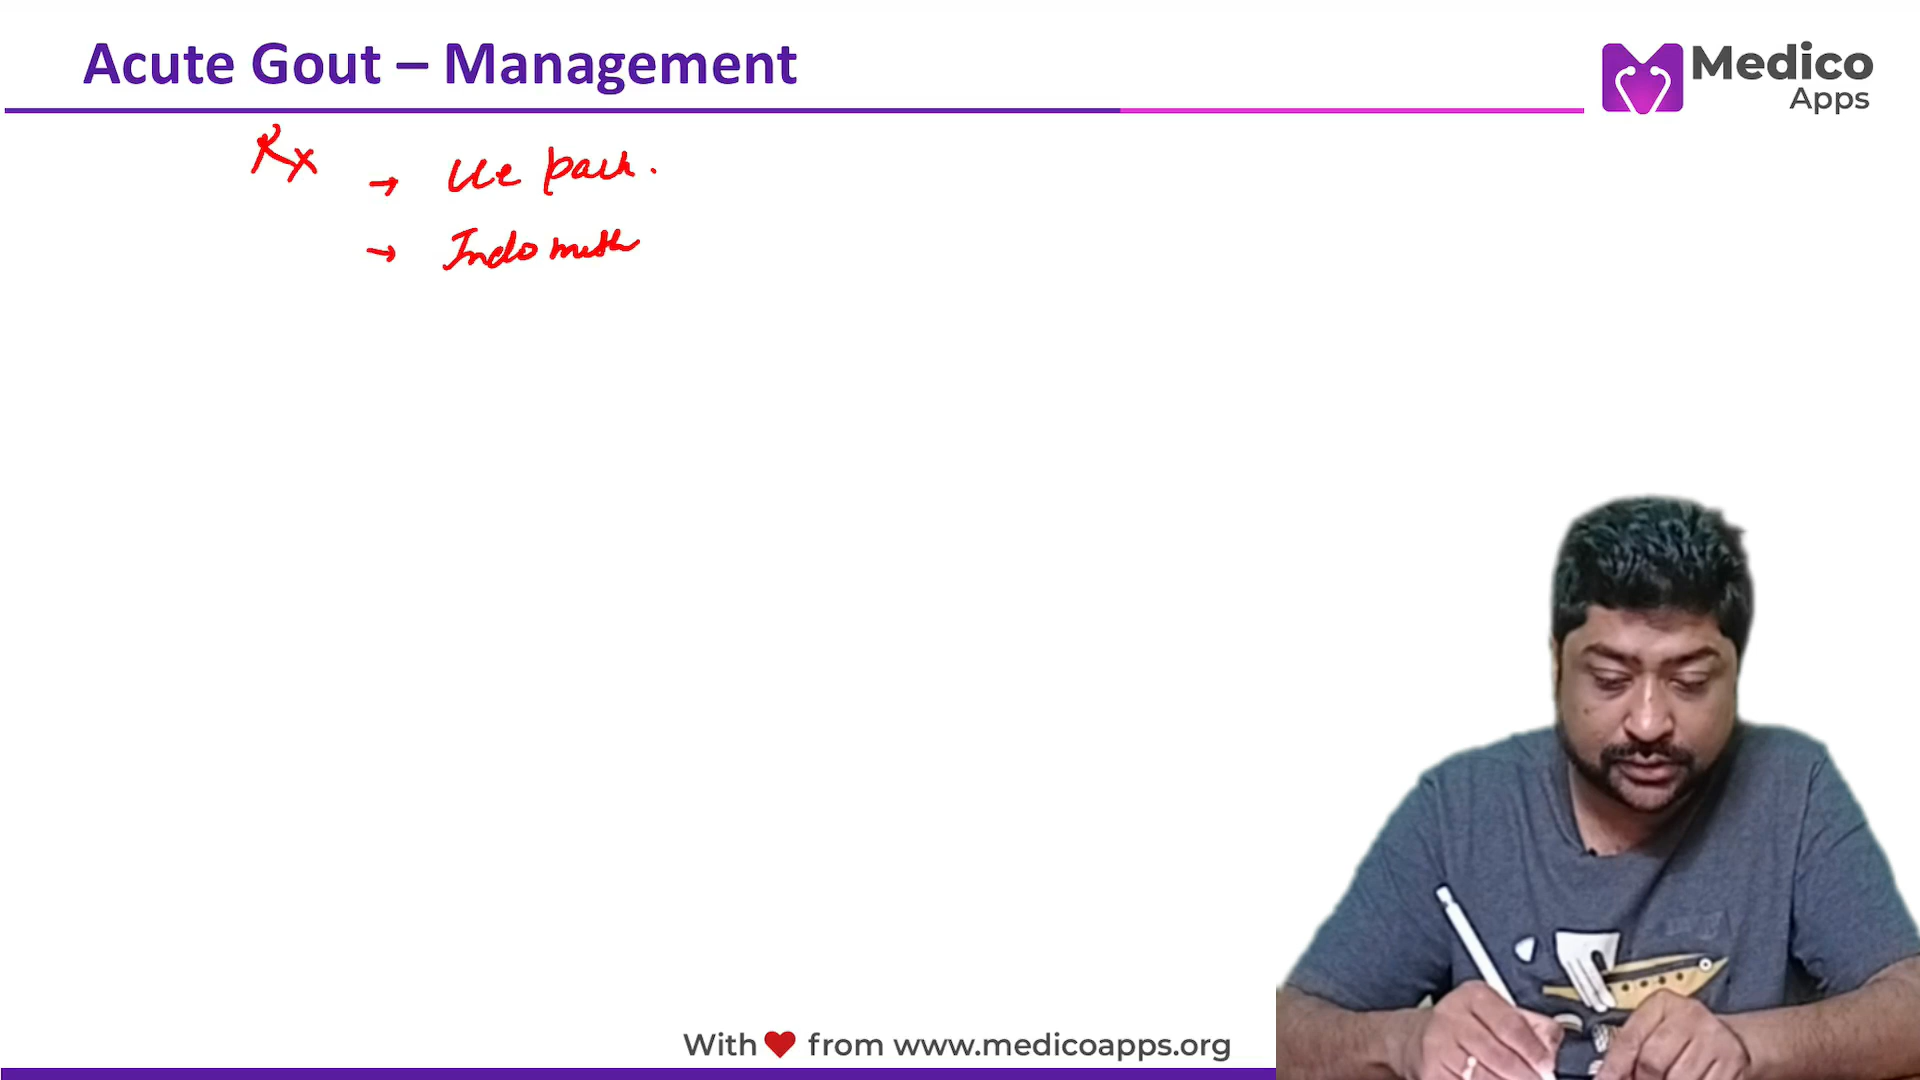 Acute Gout – Management
Medico
Apps
Rx
→ Ice pack.
→ Indometh
With ❤ from www.medicoapps.org